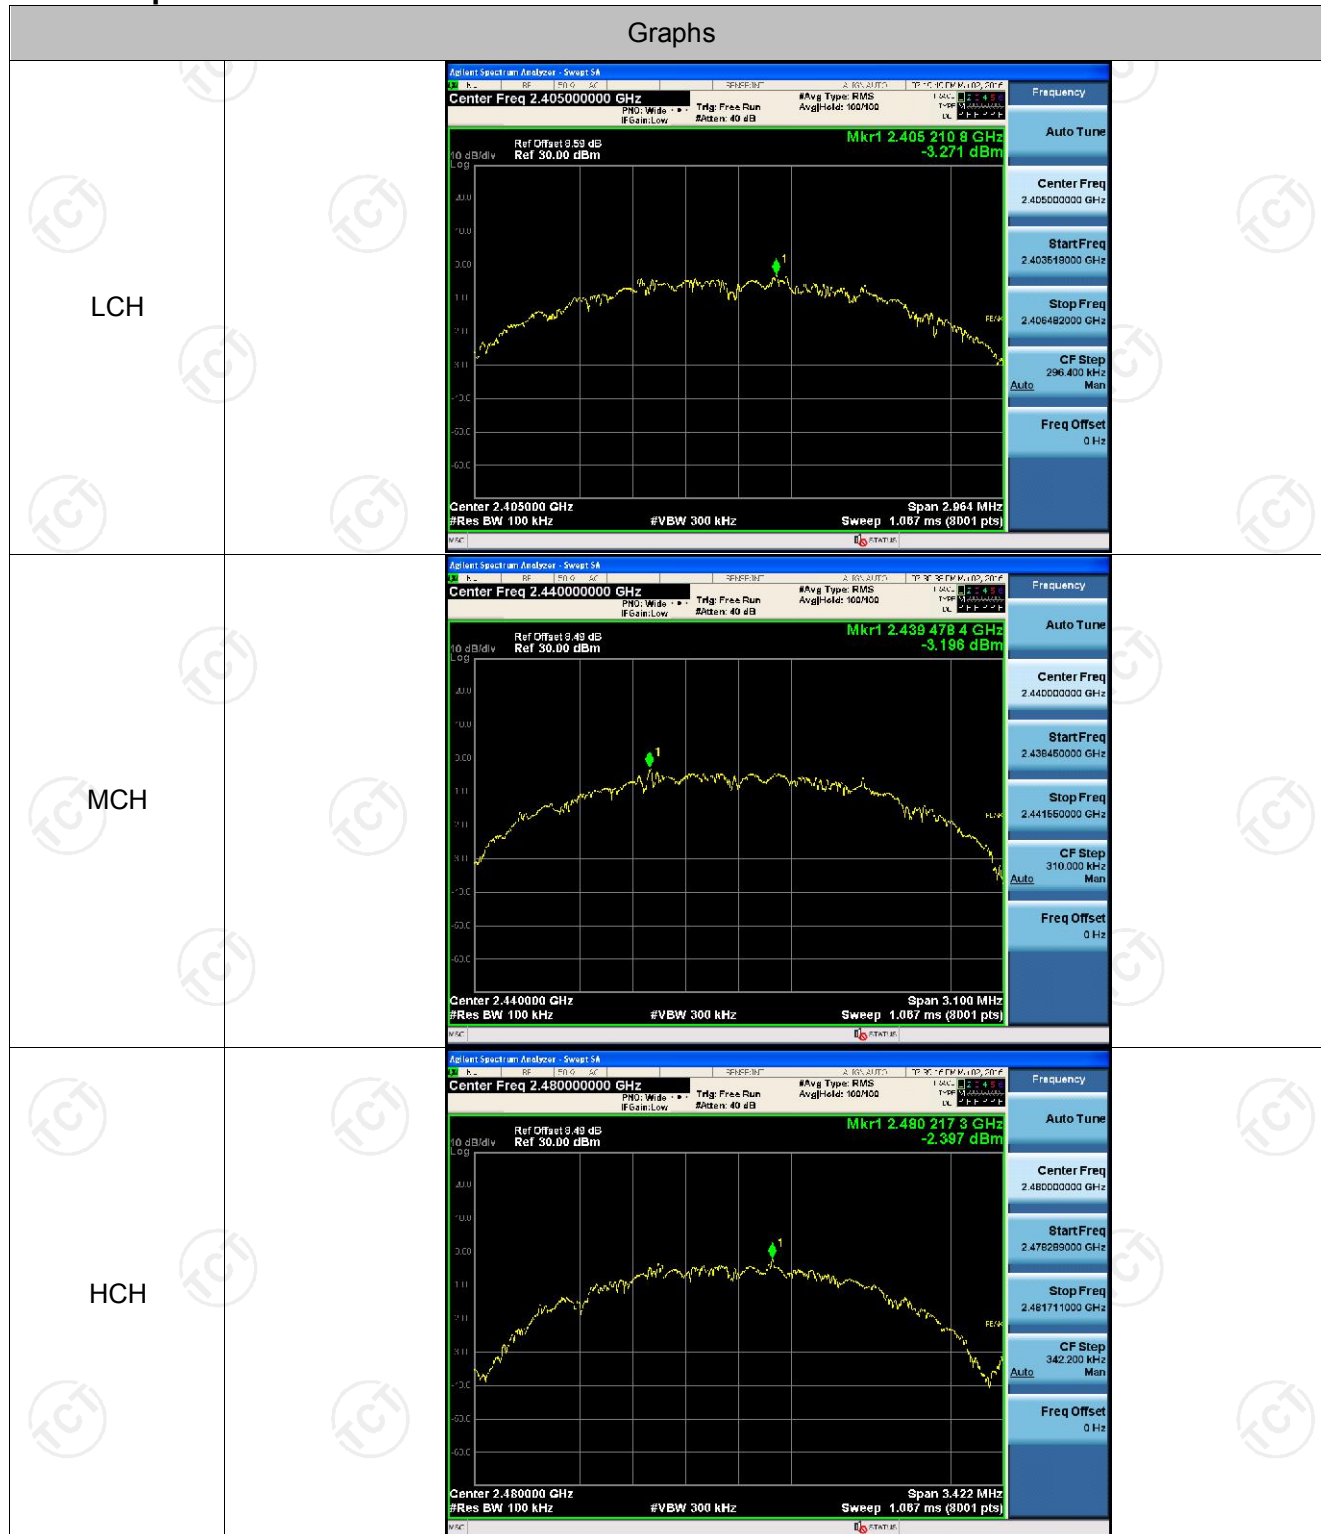 Graphs
LCH
Agilent Spectrum Analyzer - Swept SA
Center Freq 2.405000000 GHz
PNO: Wide
IFGain:Low
Trig: Free Run
#Atten: 40 dB
#Avg Type: RMS
Avg|Hold: 100/100
Frequency
Auto Tune
Mkr1 2.405 210 8 GHz
-3.271 dBm
Ref Offset 8.59 dB
10 dB/div
Ref 30.00 dBm
Log
1
PEAK
Center Freq
2.405000000 GHz
Start Freq
2.403518000 GHz
Stop Freq
2.406482000 GHz
CF Step
296.400 kHz
Auto Man
Freq Offset
0 Hz
Center 2.405000 GHz
Span 2.964 MHz
#Res BW 100 kHz
#VBW 300 kHz
Sweep 1.067 ms (8001 pts)
MSG
STATUS
MCH
Agilent Spectrum Analyzer - Swept SA
Center Freq 2.440000000 GHz
PNO: Wide
IFGain:Low
Trig: Free Run
#Atten: 40 dB
#Avg Type: RMS
Avg|Hold: 100/100
Frequency
Auto Tune
Mkr1 2.439 478 4 GHz
-3.196 dBm
Ref Offset 8.49 dB
10 dB/div
Ref 30.00 dBm
Log
1
PEAK
Center Freq
2.440000000 GHz
Start Freq
2.438450000 GHz
Stop Freq
2.441550000 GHz
CF Step
310.000 kHz
Auto Man
Freq Offset
0 Hz
Center 2.440000 GHz
Span 3.100 MHz
#Res BW 100 kHz
#VBW 300 kHz
Sweep 1.067 ms (8001 pts)
MSG
STATUS
HCH
Agilent Spectrum Analyzer - Swept SA
Center Freq 2.480000000 GHz
PNO: Wide
IFGain:Low
Trig: Free Run
#Atten: 40 dB
#Avg Type: RMS
Avg|Hold: 100/100
Frequency
Auto Tune
Mkr1 2.480 217 3 GHz
-2.397 dBm
Ref Offset 8.49 dB
10 dB/div
Ref 30.00 dBm
Log
1
PEAK
Center Freq
2.480000000 GHz
Start Freq
2.478289000 GHz
Stop Freq
2.481711000 GHz
CF Step
342.200 kHz
Auto Man
Freq Offset
0 Hz
Center 2.480000 GHz
Span 3.422 MHz
#Res BW 100 kHz
#VBW 300 kHz
Sweep 1.067 ms (8001 pts)
MSG
STATUS
TCT